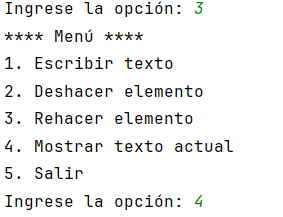 Ingrese la opción: 3
**** Menú ****
1. Escribir texto
2. Deshacer elemento
3. Rehacer elemento
4. Mostrar texto actual
5. Salir
Ingrese la opción: 4